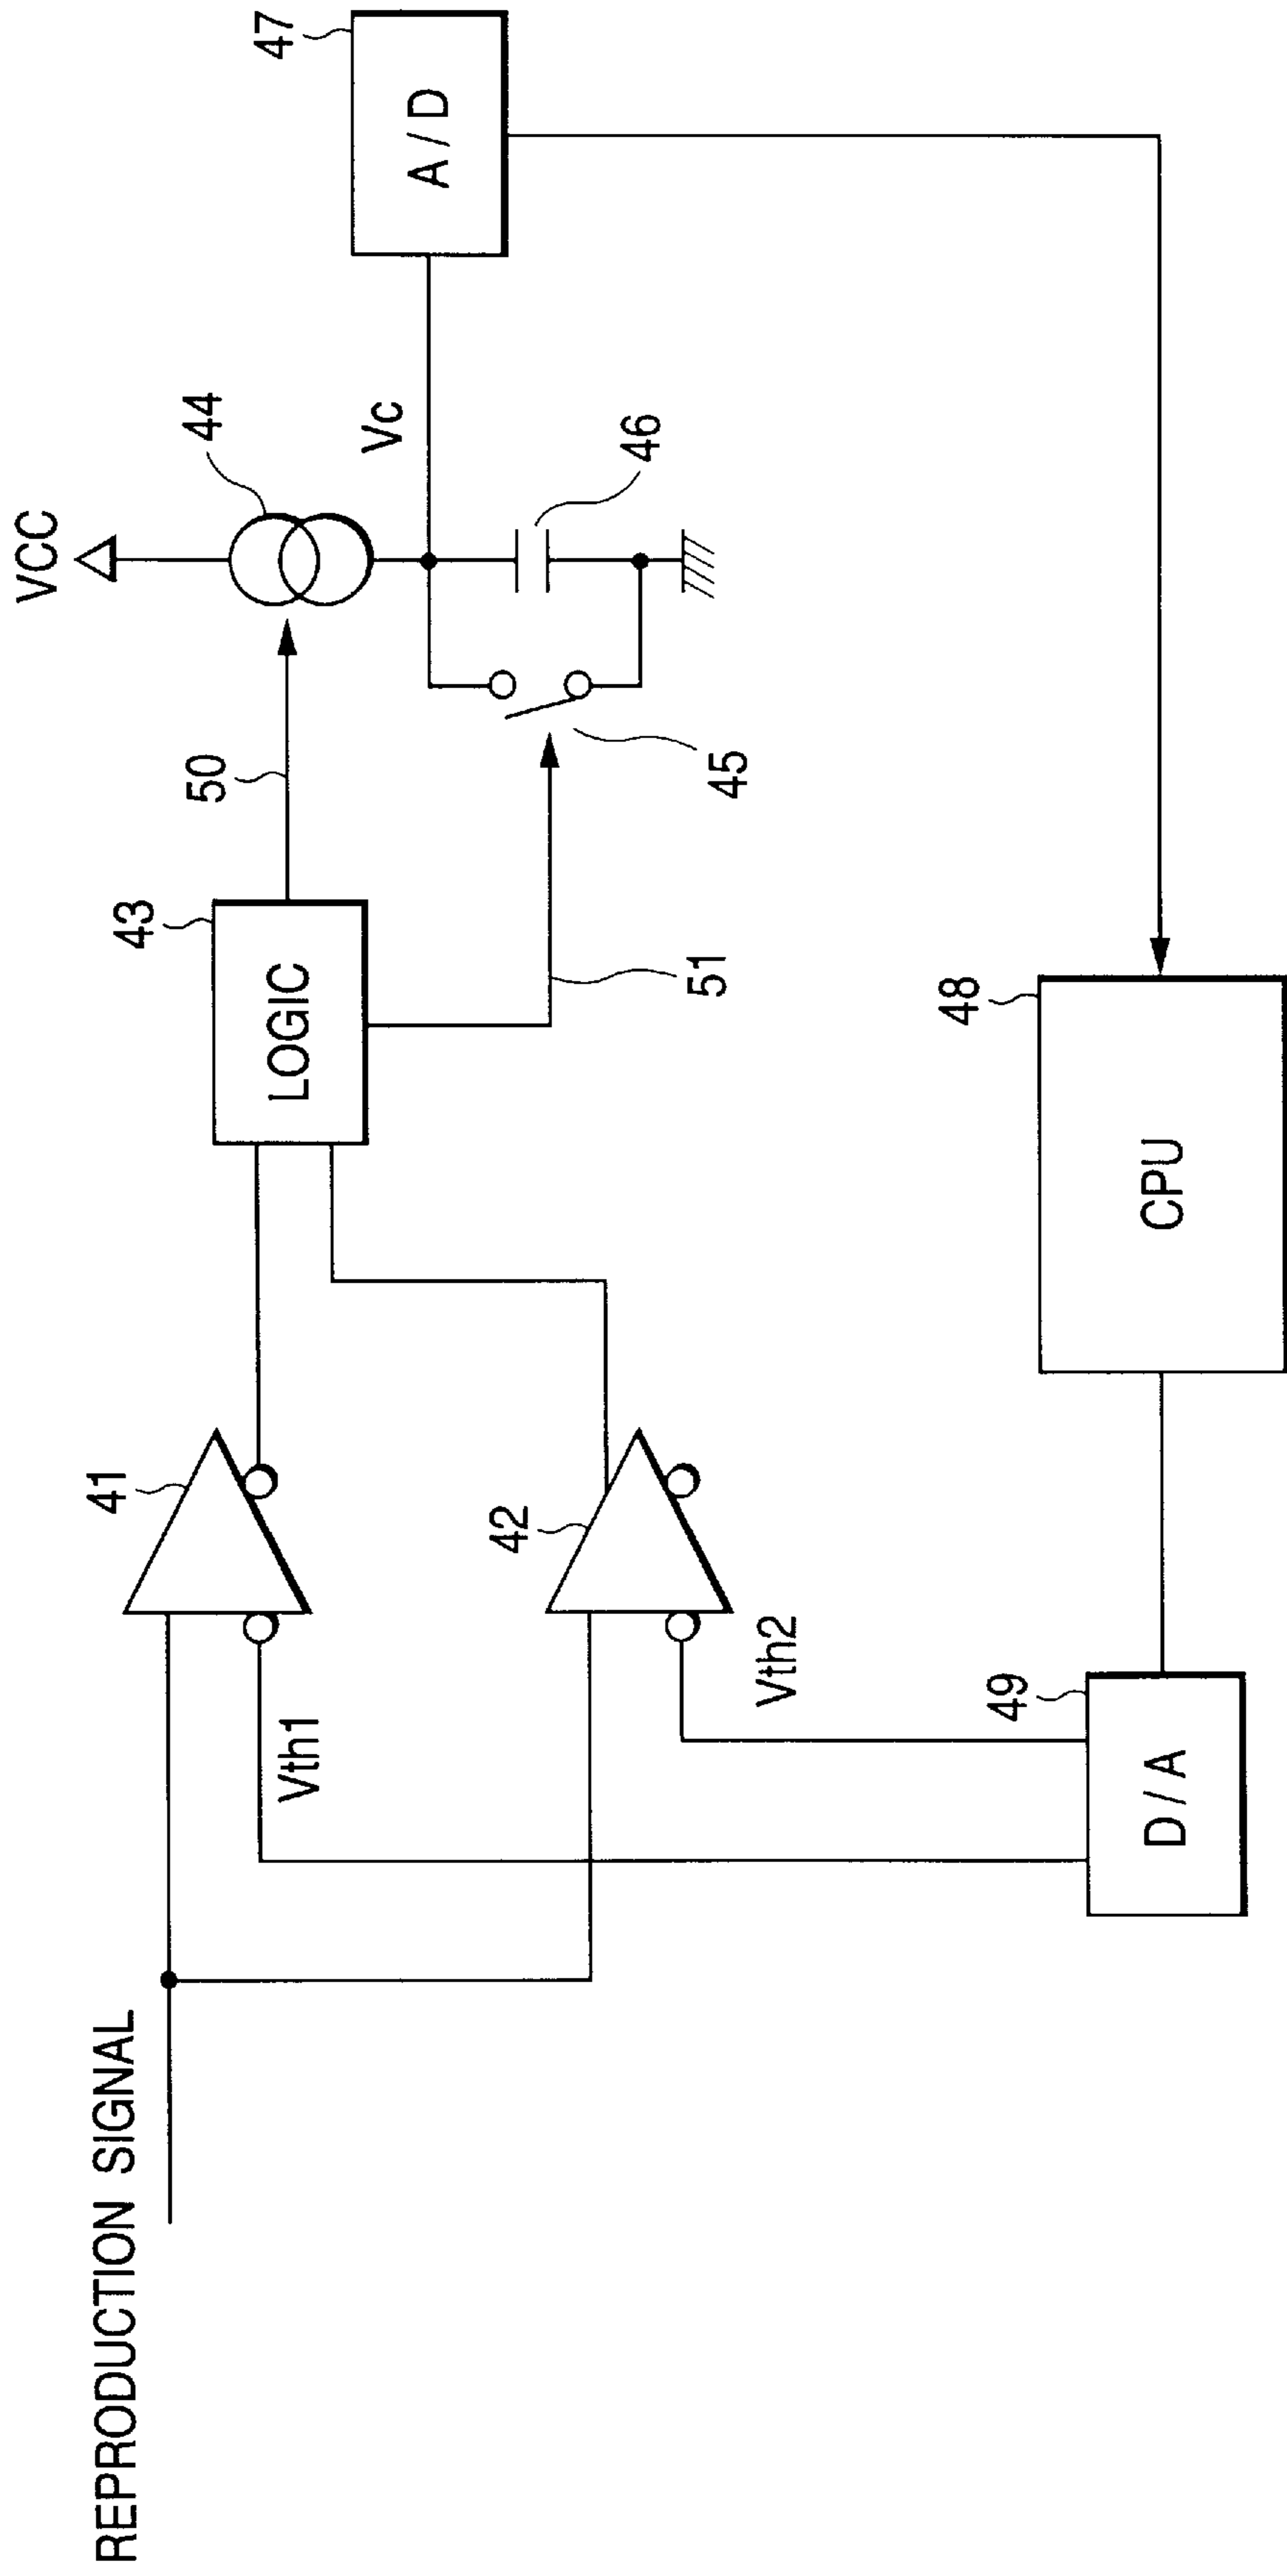 REPRODUCTION SIGNAL
41
Vth1
42
Vth2
43
LOGIC
50
51
VCC
44
Vc
45
46
47
A / D
48
CPU
49
D / A